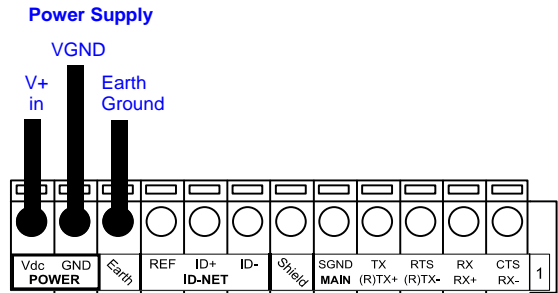 Power Supply
VGND
V+
in
Earth
Ground
Vdc GND Earth REF ID+ ID- Shield SGND TX RTS RX CTS
POWER ID-NET MAIN (R)TX+ (R)TX- RX+ RX-
1